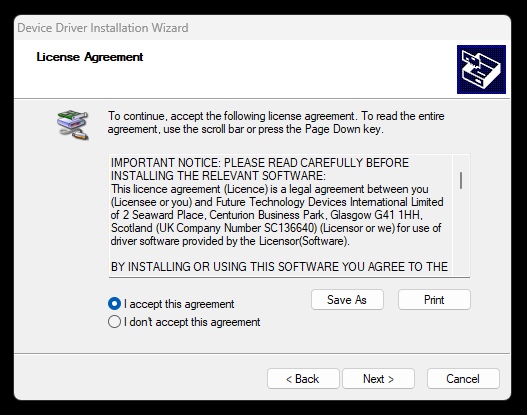 Device Driver Installation Wizard
License Agreement
To continue, accept the following license agreement. To read the entire
agreement, use the scroll bar or press the Page Down key.
IMPORTANT NOTICE: PLEASE READ CAREFULLY BEFORE
INSTALLING THE RELEVANT SOFTWARE:
This licence agreement (Licence) is a legal agreement between you
(Licensee or you) and Future Technology Devices International Limited
of 2 Seaward Place, Centurion Business Park, Glasgow G41 1HH,
Scotland (UK Company Number SC136640) (Licensor or we) for use of
driver software provided by the Licensor(Software).
BY INSTALLING OR USING THIS SOFTWARE YOU AGREE TO THE
I accept this agreement
Save As
Print
I don't accept this agreement
< Back
Next >
Cancel